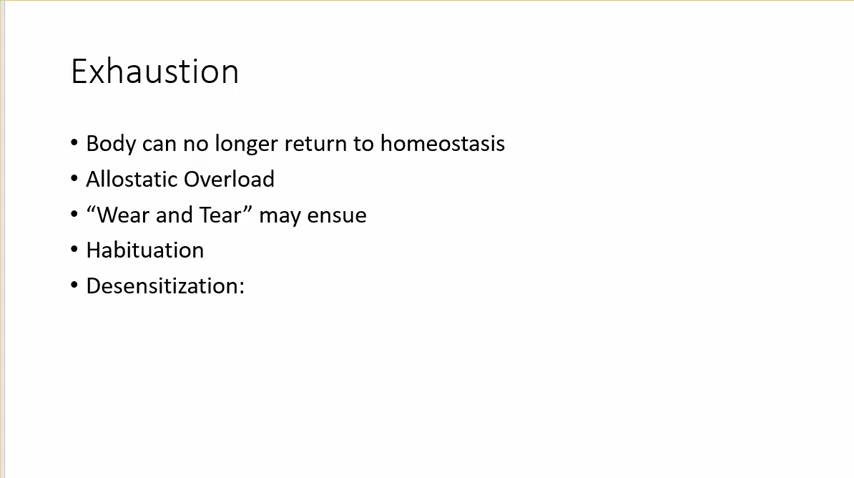 Exhaustion
• Body can no longer return to homeostasis
• Allostatic Overload
• “Wear and Tear” may ensue
• Habituation
• Desensitization: